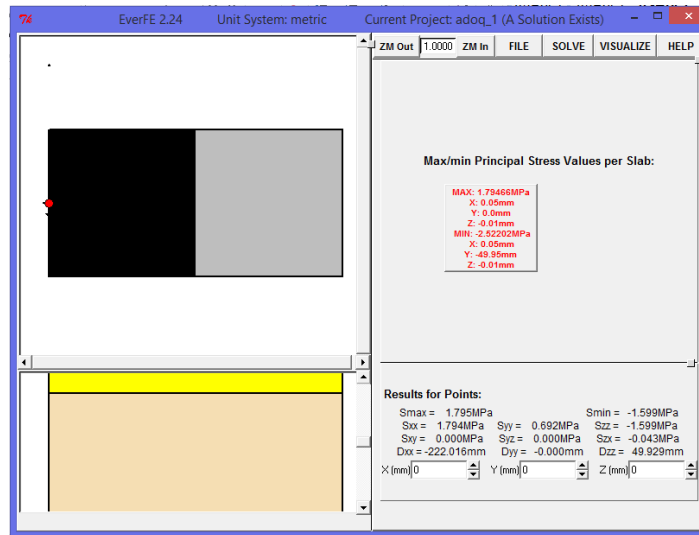 EverFE 2.24 Unit System: metric Current Project: adoq_1 (A Solution Exists)
ZM Out 1.0000 ZM In FILE SOLVE VISUALIZE HELP
Max/min Principal Stress Values per Slab:
MAX: 1.79466MPa
X: 0.05mm
Y: 0.0mm
Z: -0.01mm
MIN: -2.52202MPa
X: 0.05mm
Y: -49.95mm
Z: -0.01mm
Results for Points:
Smax = 1.795MPa Smin = -1.599MPa
Sxx = 1.794MPa Syy = 0.692MPa Szz = -1.599MPa
Sxy = 0.000MPa Syz = 0.000MPa Szx = -0.043MPa
Dxx = -222.016mm Dyy = -0.000mm Dzz = 49.929mm
X (mm) 0 Y (mm) 0 Z (mm) 0